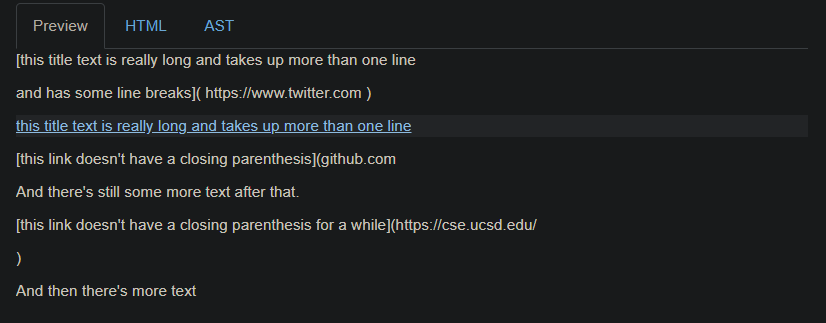 Preview HTML AST
[this title text is really long and takes up more than one line
and has some line breaks]( https://www.twitter.com )
this title text is really long and takes up more than one line
[this link doesn't have a closing parenthesis](github.com
And there's still some more text after that.
[this link doesn't have a closing parenthesis for a while](https://cse.ucsd.edu/
)
And then there's more text